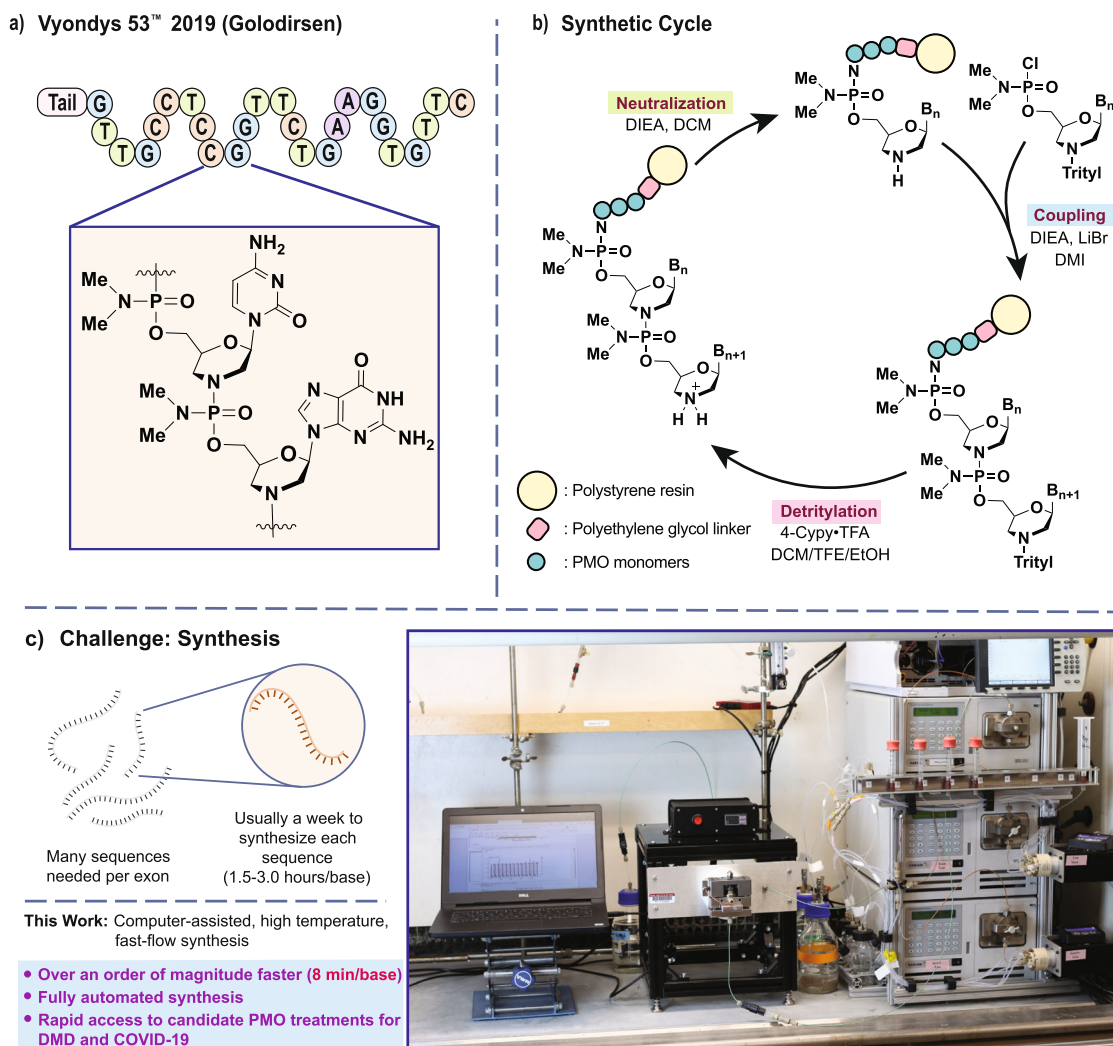 a) Vyondys 53™ 2019 (Golodirsen)
Tail G T T G C C T C C G G T T C T G A A G G T G T T C
NH2
N
N
O
Me
N P O
Me
O
O
N
Me
N P O
Me
O
O
N
N
N
N
O
NH
NH2
b) Synthetic Cycle
Neutralization
DIEA, DCM
N
Me
N P O
Me
O
O
Bn
N
H
Cl
Me
N P O
Me
O
O
Bn
N
Trityl
Coupling
DIEA, LiBr
DMI
N
Me
N P O
Me
O
O
Bn
N
Me
N P O
Me
O
O
Bn+1
N
Trityl
Detritylation
4-Cypy•TFA
DCM/TFE/EtOH
N
Me
N P O
Me
O
O
Bn
N
Me
N P O
Me
O
O
Bn+1
N
+
H H
: Polystyrene resin
: Polyethylene glycol linker
: PMO monomers
c) Challenge: Synthesis
Many sequences
needed per exon
Usually a week to
synthesize each
sequence
(1.5-3.0 hours/base)
This Work: Computer-assisted, high temperature,
fast-flow synthesis
• Over an order of magnitude faster (8 min/base)
• Fully automated synthesis
• Rapid access to candidate PMO treatments for
DMD and COVID-19
DELL